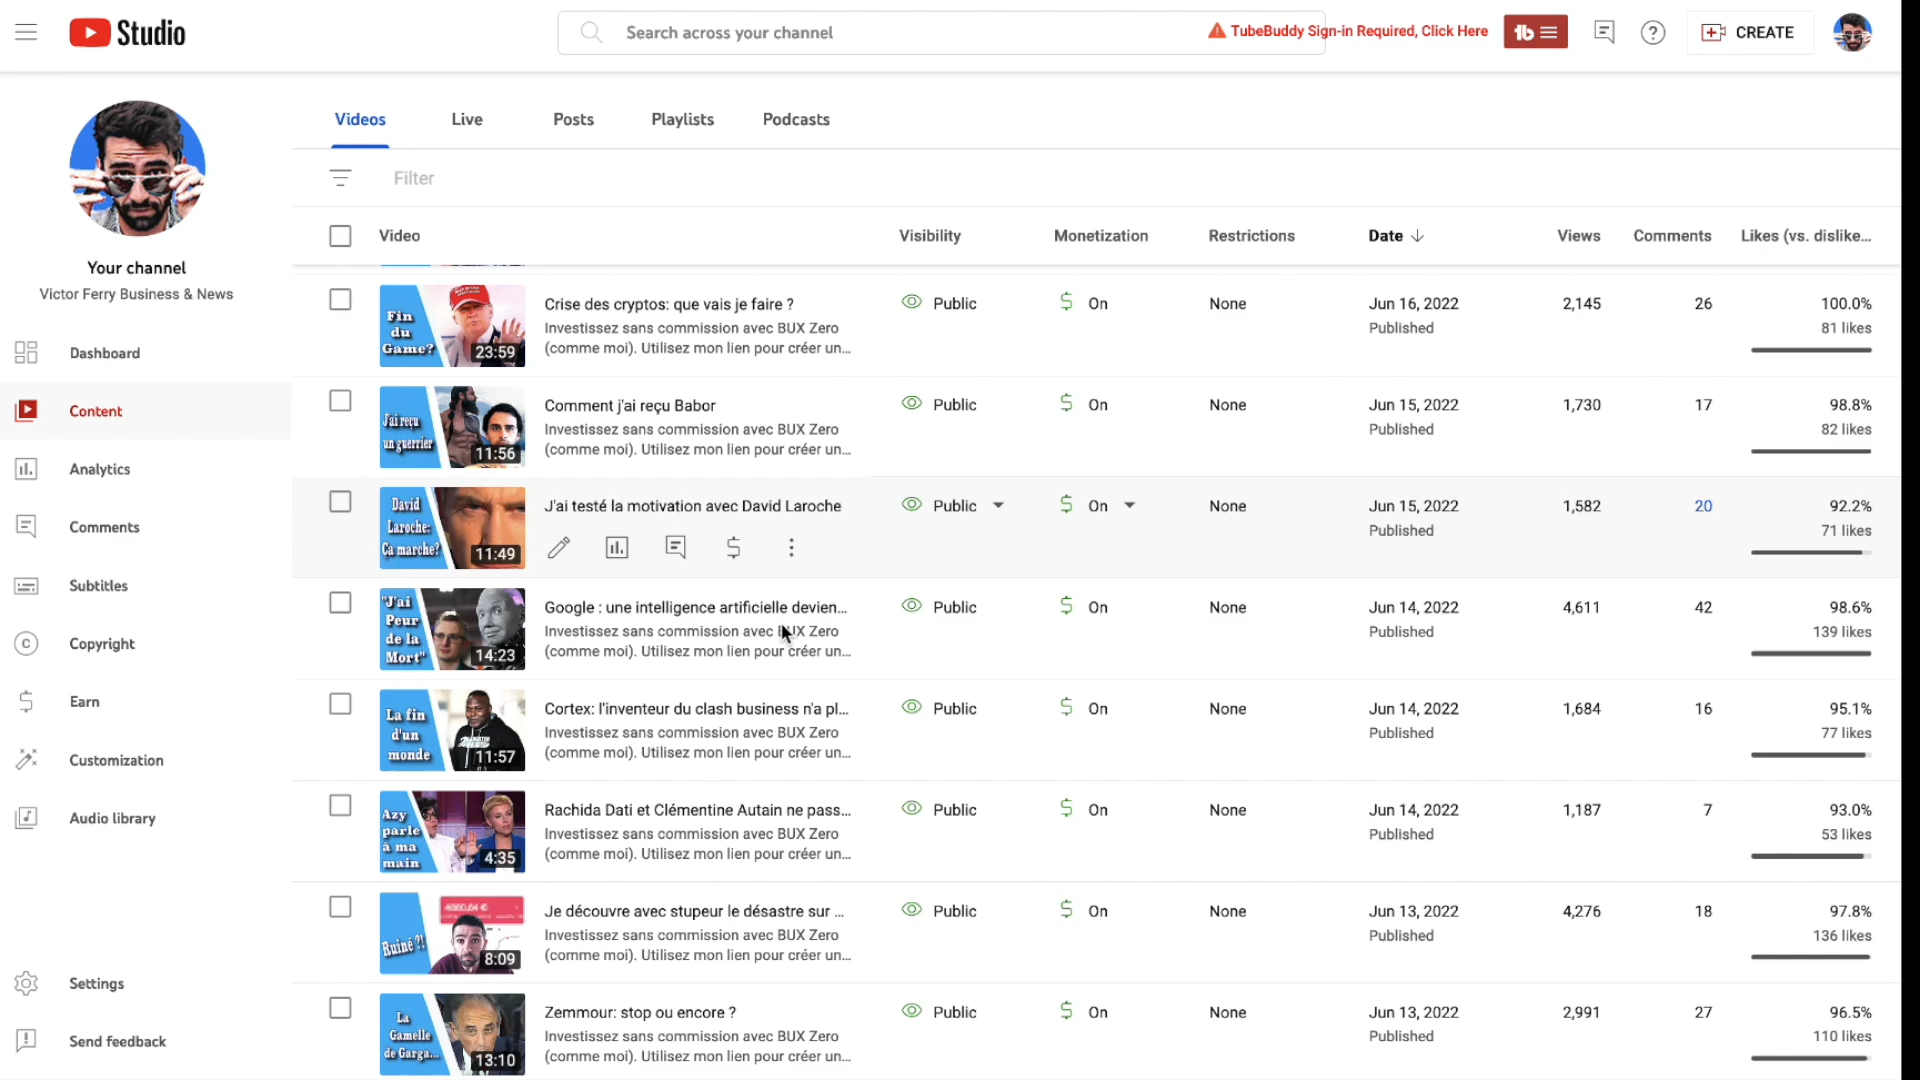 Studio
Search across your channel
TubeBuddy Sign-in Required, Click Here
CREATE
Your channel
Victor Ferry Business & News
Dashboard
Content
Analytics
Comments
Subtitles
Copyright
Earn
Customization
Audio library
Settings
Send feedback
Videos Live Posts Playlists Podcasts
Filter
Video Visibility Monetization Restrictions Date Views Comments Likes (vs. dislike...
Fin
du
Game?
23:59
Crise des cryptos: que vais je faire ?
Investissez sans commission avec BUX Zero
(comme moi). Utilisez mon lien pour créer un...
Public On None Jun 16, 2022 2,145 26 100.0%
Published 81 likes
J'ai reçu
un guerrier
11:56
Comment j'ai reçu Babor
Investissez sans commission avec BUX Zero
(comme moi). Utilisez mon lien pour créer un...
Public On None Jun 15, 2022 1,730 17 98.8%
Published 82 likes
David
Laroche:
Ça marche?
11:49
J'ai testé la motivation avec David Laroche
Public On None Jun 15, 2022 1,582 20 92.2%
Published 71 likes
"J'ai
Peur
de la
Mort"
14:23
Google : une intelligence artificielle devien...
Investissez sans commission avec BUX Zero
(comme moi). Utilisez mon lien pour créer un...
Public On None Jun 14, 2022 4,611 42 98.6%
Published 139 likes
La fin
d'un
monde
11:57
Cortex: l'inventeur du clash business n'a pl...
Investissez sans commission avec BUX Zero
(comme moi). Utilisez mon lien pour créer un...
Public On None Jun 14, 2022 1,684 16 95.1%
Published 77 likes
Azy
parle
à ma
main
4:35
Rachida Dati et Clémentine Autain ne pass...
Investissez sans commission avec BUX Zero
(comme moi). Utilisez mon lien pour créer un...
Public On None Jun 14, 2022 1,187 7 93.0%
Published 53 likes
Ruiné ?!
8:09
Je découvre avec stupeur le désastre sur ...
Investissez sans commission avec BUX Zero
(comme moi). Utilisez mon lien pour créer un...
Public On None Jun 13, 2022 4,276 18 97.8%
Published 136 likes
La
Gamelle
de Garga...
13:10
Zemmour: stop ou encore ?
Investissez sans commission avec BUX Zero
(comme moi). Utilisez mon lien pour créer un...
Public On None Jun 13, 2022 2,991 27 96.5%
Published 110 likes